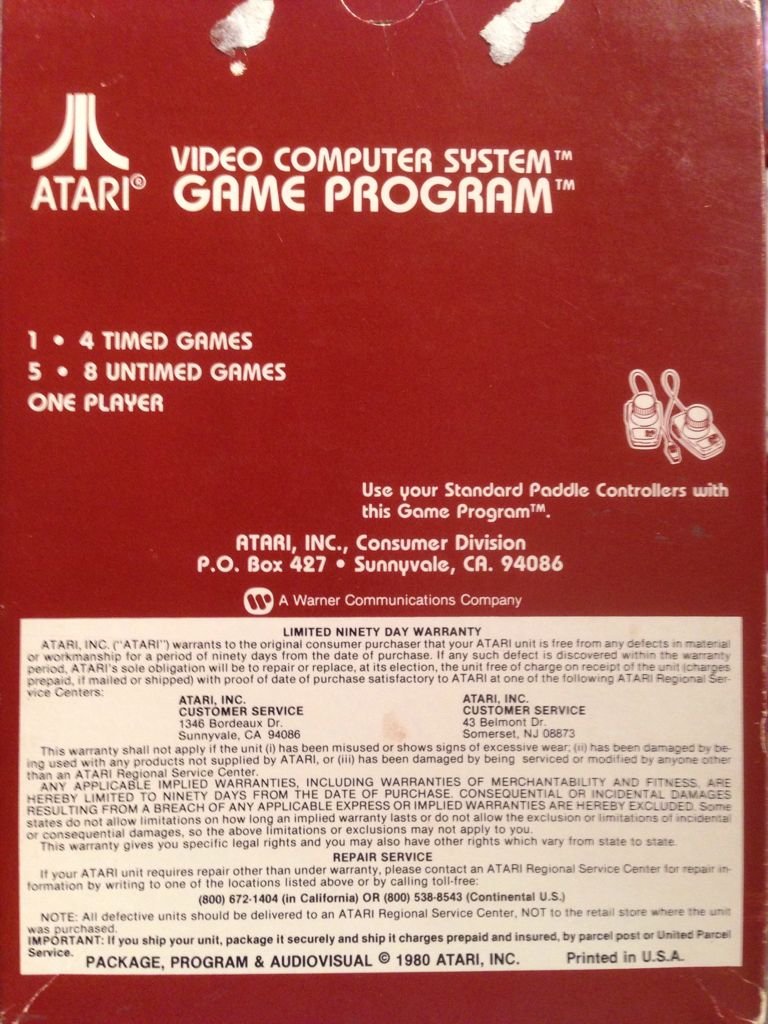 VIDEO COMPUTER SYSTEM™
ATARI® GAME PROGRAM™
1 • 4 TIMED GAMES
5 • 8 UNTIMED GAMES
ONE PLAYER
Use your Standard Paddle Controllers with
this Game Program™.
ATARI, INC., Consumer Division
P.O. Box 427 • Sunnyvale, CA. 94086
A Warner Communications Company
LIMITED NINETY DAY WARRANTY
ATARI, INC. ("ATARI") warrants to the original consumer purchaser that your ATARI unit is free from any defects in material
or workmanship for a period of ninety days from the date of purchase. If any such defect is discovered within the warranty
period, ATARI's sole obligation will be to repair or replace, at its election, the unit free of charge on receipt of the unit (charges
prepaid, if mailed or shipped) with proof of date of purchase satisfactory to ATARI at one of the following ATARI Regional Ser-
vice Centers:
ATARI, INC. ATARI, INC.
CUSTOMER SERVICE CUSTOMER SERVICE
1346 Bordeaux Dr. 43 Belmont Dr.
Sunnyvale, CA 94086 Somerset, NJ 08873
This warranty shall not apply if the unit (i) has been misused or shows signs of excessive wear; (ii) has been damaged by be-
ing used with any products not supplied by ATARI, or (iii) has been damaged by being serviced or modified by anyone other
than an ATARI Regional Service Center.
ANY APPLICABLE IMPLIED WARRANTIES, INCLUDING WARRANTIES OF MERCHANTABILITY AND FITNESS, ARE
HEREBY LIMITED TO NINETY DAYS FROM THE DATE OF PURCHASE. CONSEQUENTIAL OR INCIDENTAL DAMAGES
RESULTING FROM A BREACH OF ANY APPLICABLE EXPRESS OR IMPLIED WARRANTIES ARE HEREBY EXCLUDED. Some
states do not allow limitations on how long an implied warranty lasts or do not allow the exclusion or limitations of incidental
or consequential damages, so the above limitations or exclusions may not apply to you.
This warranty gives you specific legal rights and you may also have other rights which vary from state to state.
REPAIR SERVICE
If your ATARI unit requires repair other than under warranty, please contact an ATARI Regional Service Center for repair in-
formation by writing to one of the locations listed above or by calling toll-free:
(800) 672-1404 (in California) OR (800) 538-8543 (Continental U.S.)
NOTE: All defective units should be delivered to an ATARI Regional Service Center, NOT to the retail store where the unit
was purchased.
IMPORTANT: If you ship your unit, package it securely and ship it charges prepaid and insured, by parcel post or United Parcel
Service.
PACKAGE, PROGRAM & AUDIOVISUAL © 1980 ATARI, INC. Printed in U.S.A.